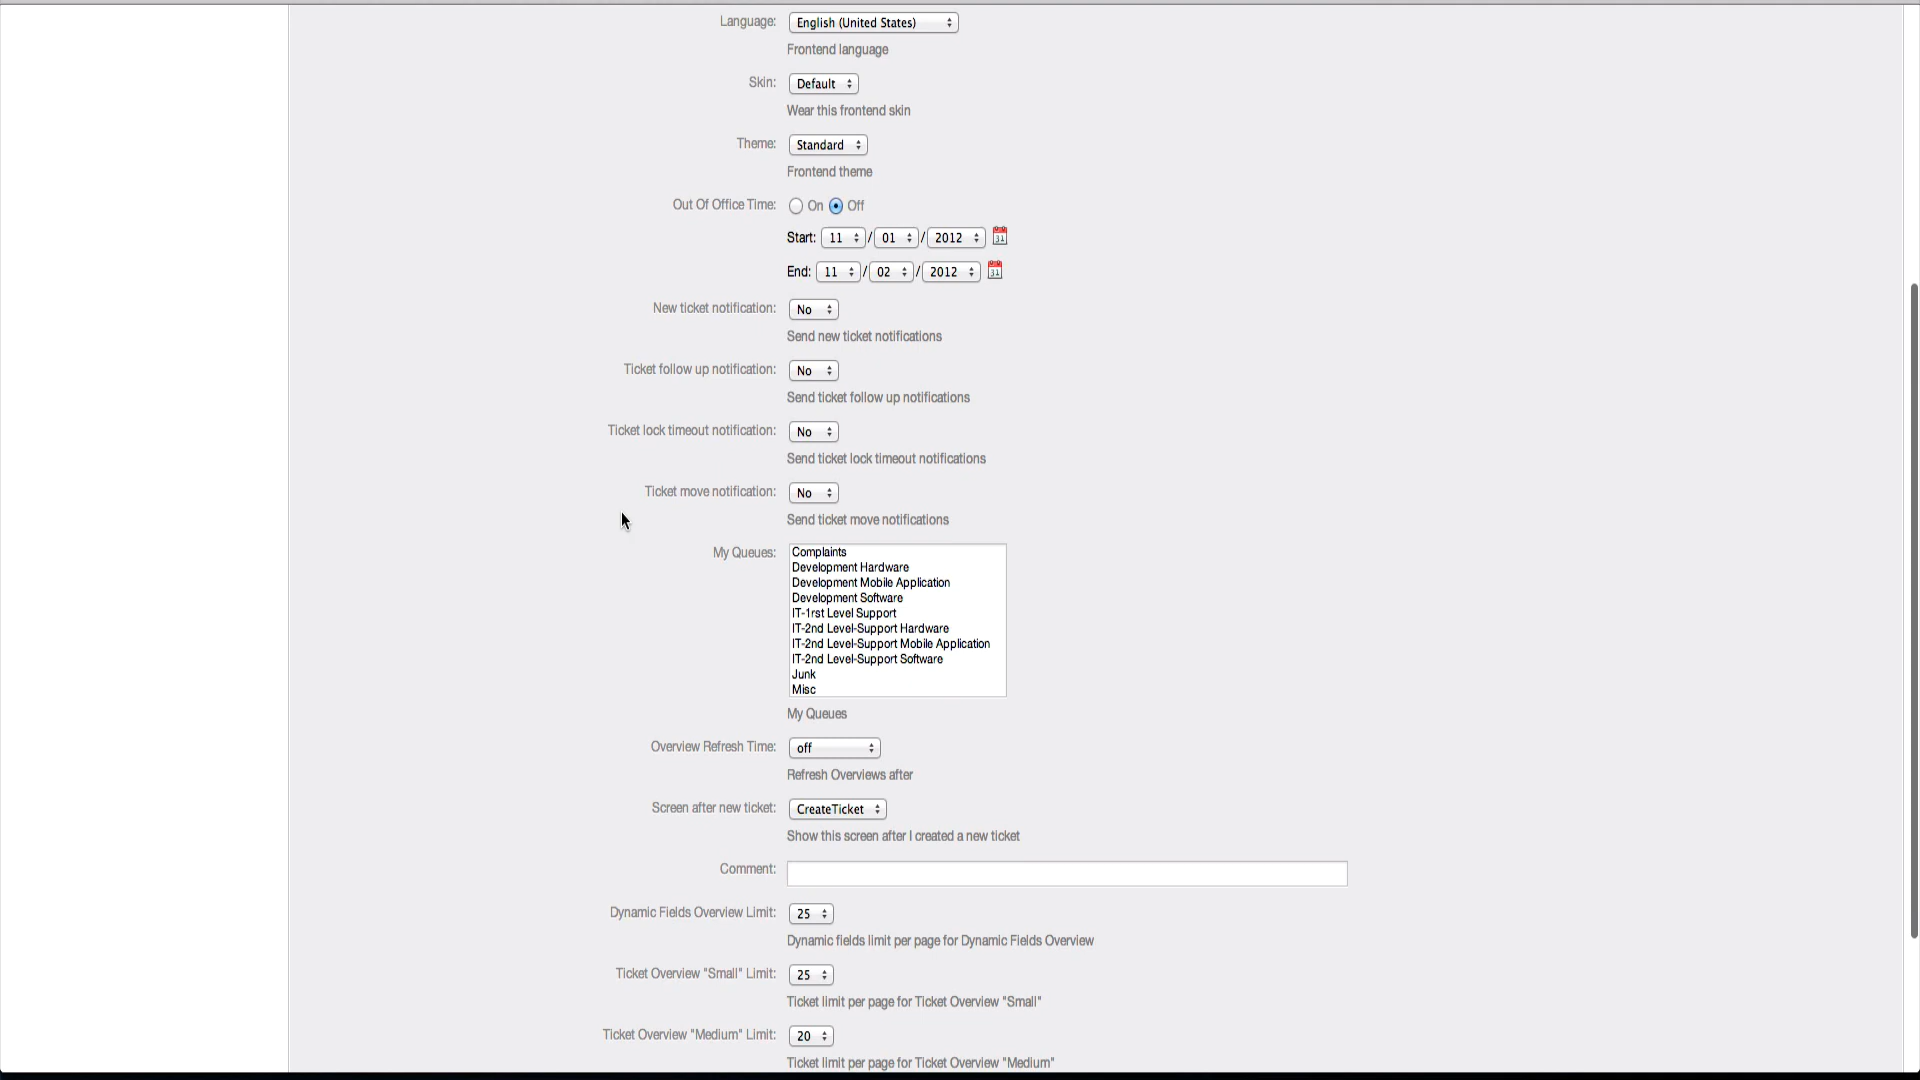 Language: English (United States)
Frontend language
Skin: Default
Wear this frontend skin
Theme: Standard
Frontend theme
Out Of Office Time: On Off
Start: 11 / 01 / 2012 31
End: 11 / 02 / 2012 31
New ticket notification: No
Send new ticket notifications
Ticket follow up notification: No
Send ticket follow up notifications
Ticket lock timeout notification: No
Send ticket lock timeout notifications
Ticket move notification: No
Send ticket move notifications
My Queues: Complaints
Development Hardware
Development Mobile Application
Development Software
IT-1rst Level Support
IT-2nd Level-Support Hardware
IT-2nd Level-Support Mobile Application
IT-2nd Level-Support Software
Junk
Misc
My Queues
Overview Refresh Time: off
Refresh Overviews after
Screen after new ticket: CreateTicket
Show this screen after I created a new ticket
Comment:
Dynamic Fields Overview Limit: 25
Dynamic fields limit per page for Dynamic Fields Overview
Ticket Overview "Small" Limit: 25
Ticket limit per page for Ticket Overview "Small"
Ticket Overview "Medium" Limit: 20
Ticket limit per page for Ticket Overview "Medium"